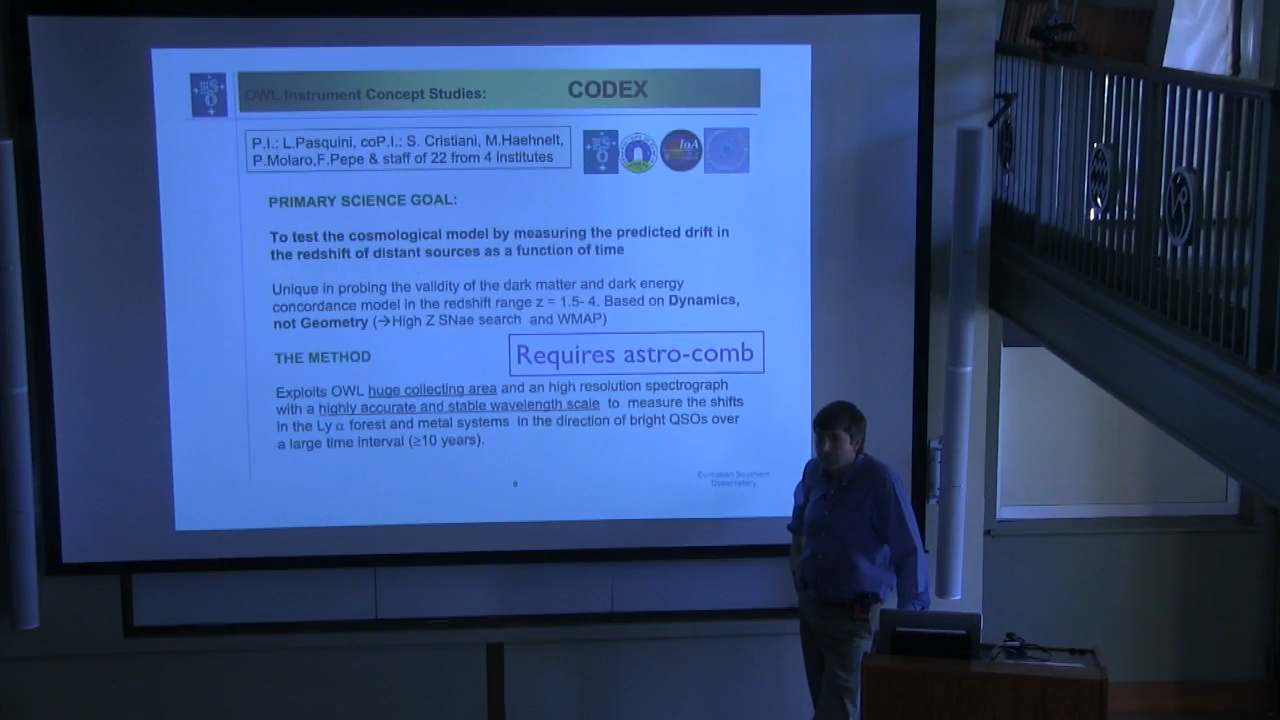 OWL Instrument Concept Studies: CODEX
P.I.: L.Pasquini, coP.I.: S. Cristiani, M.Haehnelt,
P.Molaro,F.Pepe & staff of 22 from 4 Institutes
IoA
PRIMARY SCIENCE GOAL:
To test the cosmological model by measuring the predicted drift in
the redshift of distant sources as a function of time
Unique in probing the validity of the dark matter and dark energy
concordance model in the redshift range z = 1.5- 4. Based on Dynamics,
not Geometry (→High Z SNae search and WMAP)
THE METHOD
Requires astro-comb
Exploits OWL huge collecting area and an high resolution spectrograph
with a highly accurate and stable wavelength scale to measure the shifts
in the Ly α forest and metal systems in the direction of bright QSOs over
a large time interval (≥10 years).
European Southern
Observatory